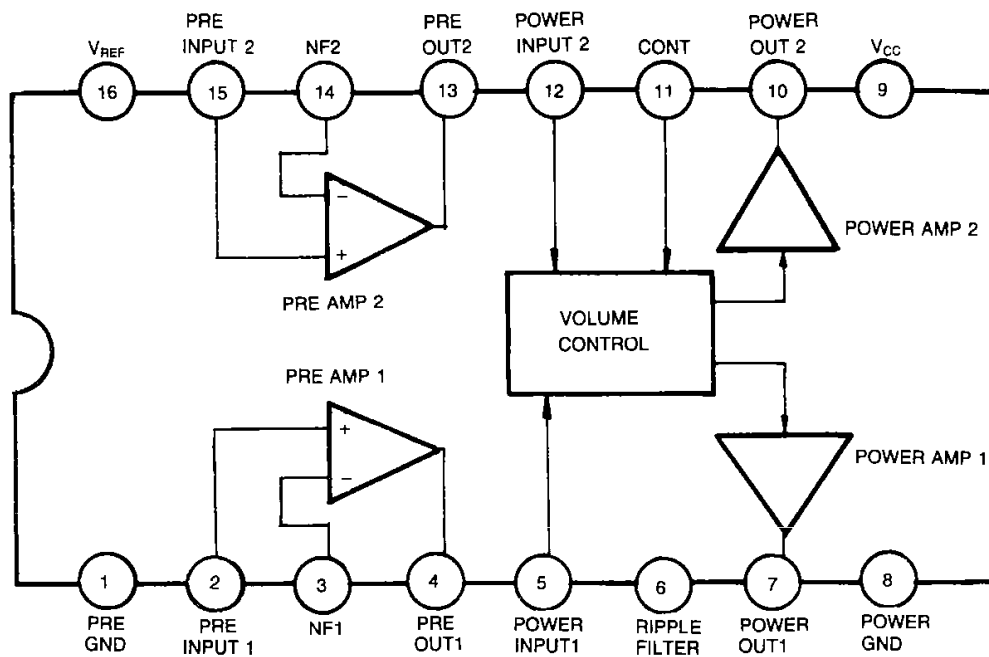 PRE
INPUT 2
PRE
OUT2
POWER
INPUT 2
POWER
OUT 2
VREF
NF2
CONT
VCC
16
15
14
13
12
11
10
9
−
+
PRE AMP 2
POWER AMP 2
VOLUME
CONTROL
PRE AMP 1
+
−
POWER AMP 1
1
2
3
4
5
6
7
8
PRE
GND
PRE
INPUT 1
NF1
PRE
OUT1
POWER
INPUT1
RIPPLE
FILTER
POWER
OUT1
POWER
GND